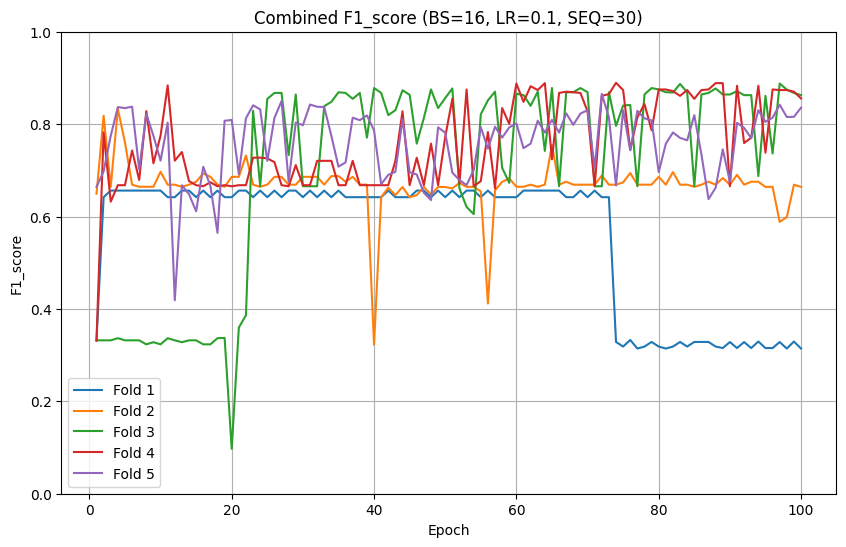 Combined F1_score (BS=16, LR=0.1, SEQ=30)
1.0
0.8
0.6
0.4
0.2
0.0
F1_score
Fold 1
Fold 2
Fold 3
Fold 4
Fold 5
0 20 40 60 80 100
Epoch